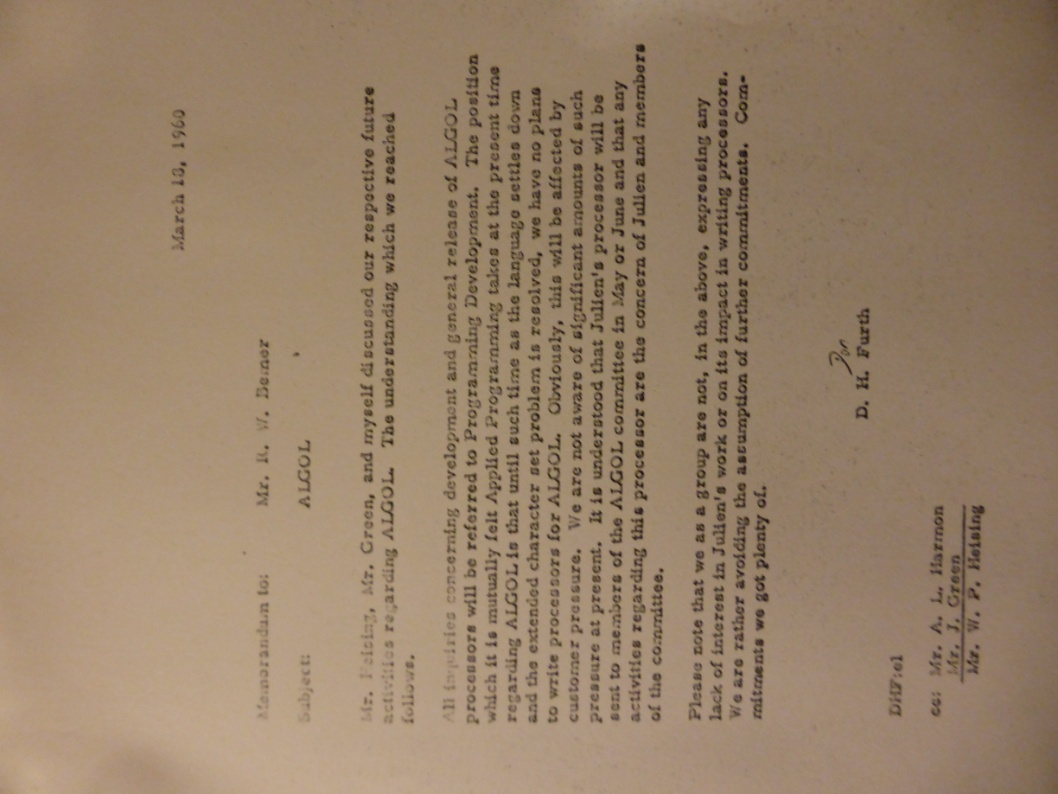 March 18, 1960
Memorandum to: Mr. R. W. Bemer
Subject: ALGOL
Mr. Heising, Mr. Green, and myself discussed our respective future
activities regarding ALGOL. The understanding which we reached
follows.
All inquiries concerning development and general release of ALGOL
processors will be referred to Programming Development. The position
which it is mutually felt Applied Programming takes at the present time
regarding ALGOL is that until such time as the language settles down
and the extended character set problem is resolved, we have no plans
to write processors for ALGOL. Obviously, this will be affected by
customer pressure. We are not aware of significant amounts of such
pressure at present. It is understood that Julien's processor will be
sent to members of the ALGOL committee in May or June and that any
activities regarding this processor are the concern of Julien and members
of the committee.
Please note that we as a group are not, in the above, expressing any
lack of interest in Julien's work or on its impact in writing processors.
We are rather avoiding the assumption of further commitments. Com-
mitments we got plenty of.
Don
D. H. Furth
DHF:el
cc: Mr. A. L. Harmon
Mr. J. Green
Mr. W. P. Heising